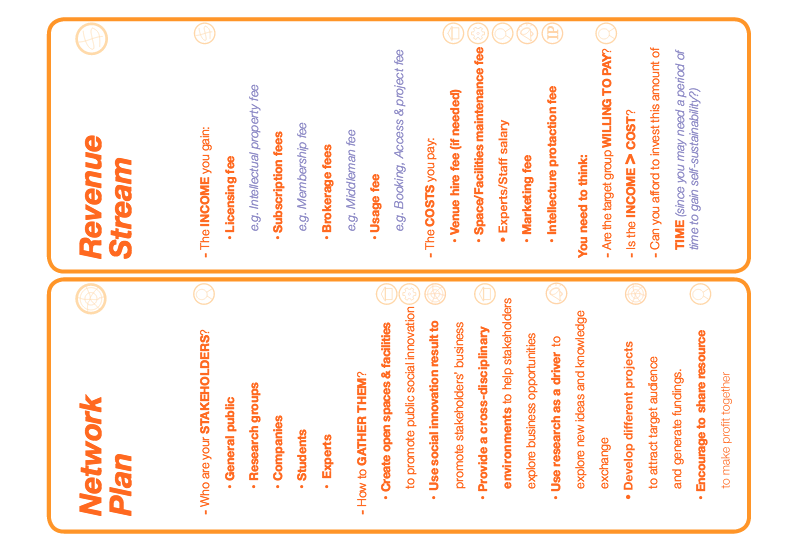 Revenue
Stream
- The INCOME you gain:
• Licensing fee
e.g. Intellectual property fee
• Subscription fees
e.g. Membership fee
• Brokerage fees
e.g. Middleman fee
• Usage fee
e.g. Booking, Access & project fee
- The COSTS you pay:
• Venue hire fee (if needed)
• Space/Facilities maintenance fee
• Experts/Staff salary
• Marketing fee
• Intellecture protaction fee
IP
You need to think:
- Are the target group WILLING TO PAY?
- Is the INCOME > COST?
- Can you afford to invest this amount of
TIME (since you may need a period of
time to gain self-sustainability?)
Network
Plan
- Who are your STAKEHOLDERS?
• General public
• Research groups
• Companies
• Students
• Experts
- How to GATHER THEM?
• Create open spaces & facilities
to promote public social innovation
• Use social innovation result to
promote stakeholders' business
• Provide a cross-disciplinary
environments to help stakeholders
explore business opportunities
• Use research as a driver to
explore new ideas and knowledge
exchange
• Develop different projects
to attract target audience
and generate fundings.
• Encourage to share resource
to make profit together